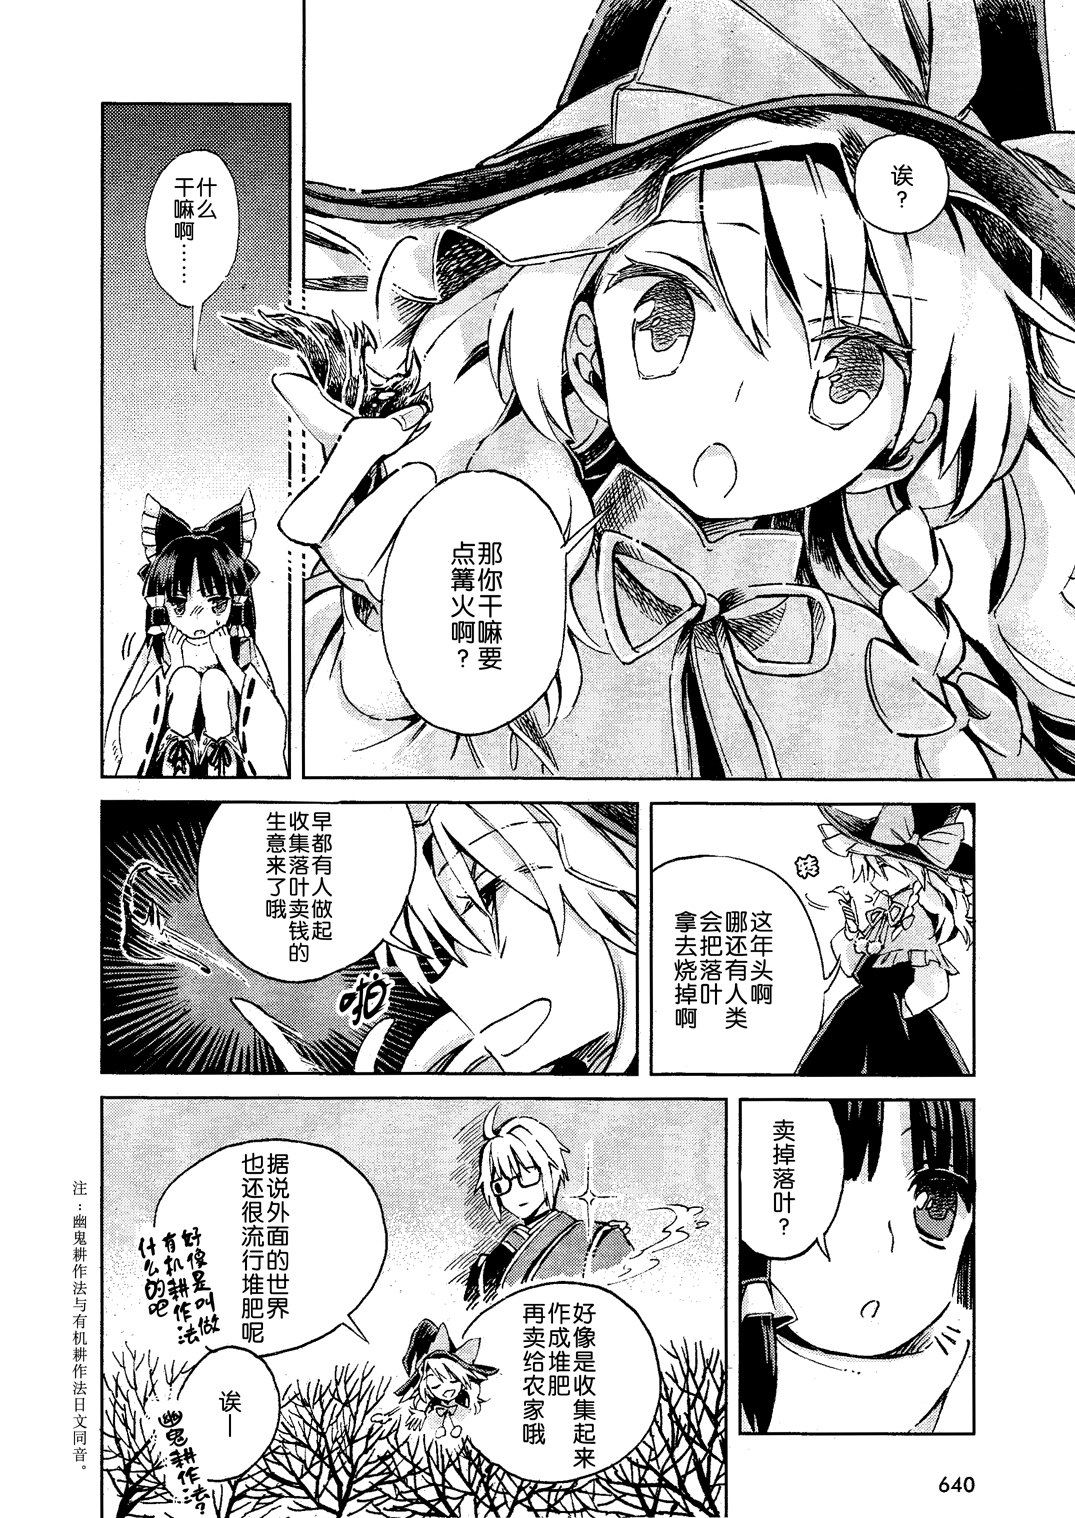 诶？
那你干嘛要
点篝火啊？
什么
干嘛啊……
转
这年头啊
哪还有人类
会把落叶
拿去烧掉啊
早都有人做起
收集落叶卖钱的
生意来了哦
啪
卖掉落叶？
好像是收集起来
作成堆肥
再卖给农家哦
据说外面的世界
也还很流行堆肥呢
好像是叫做
有机耕作法
什么的吧
诶—
幽鬼耕作法？
注：幽鬼耕作法与有机耕作法日文同音。
640